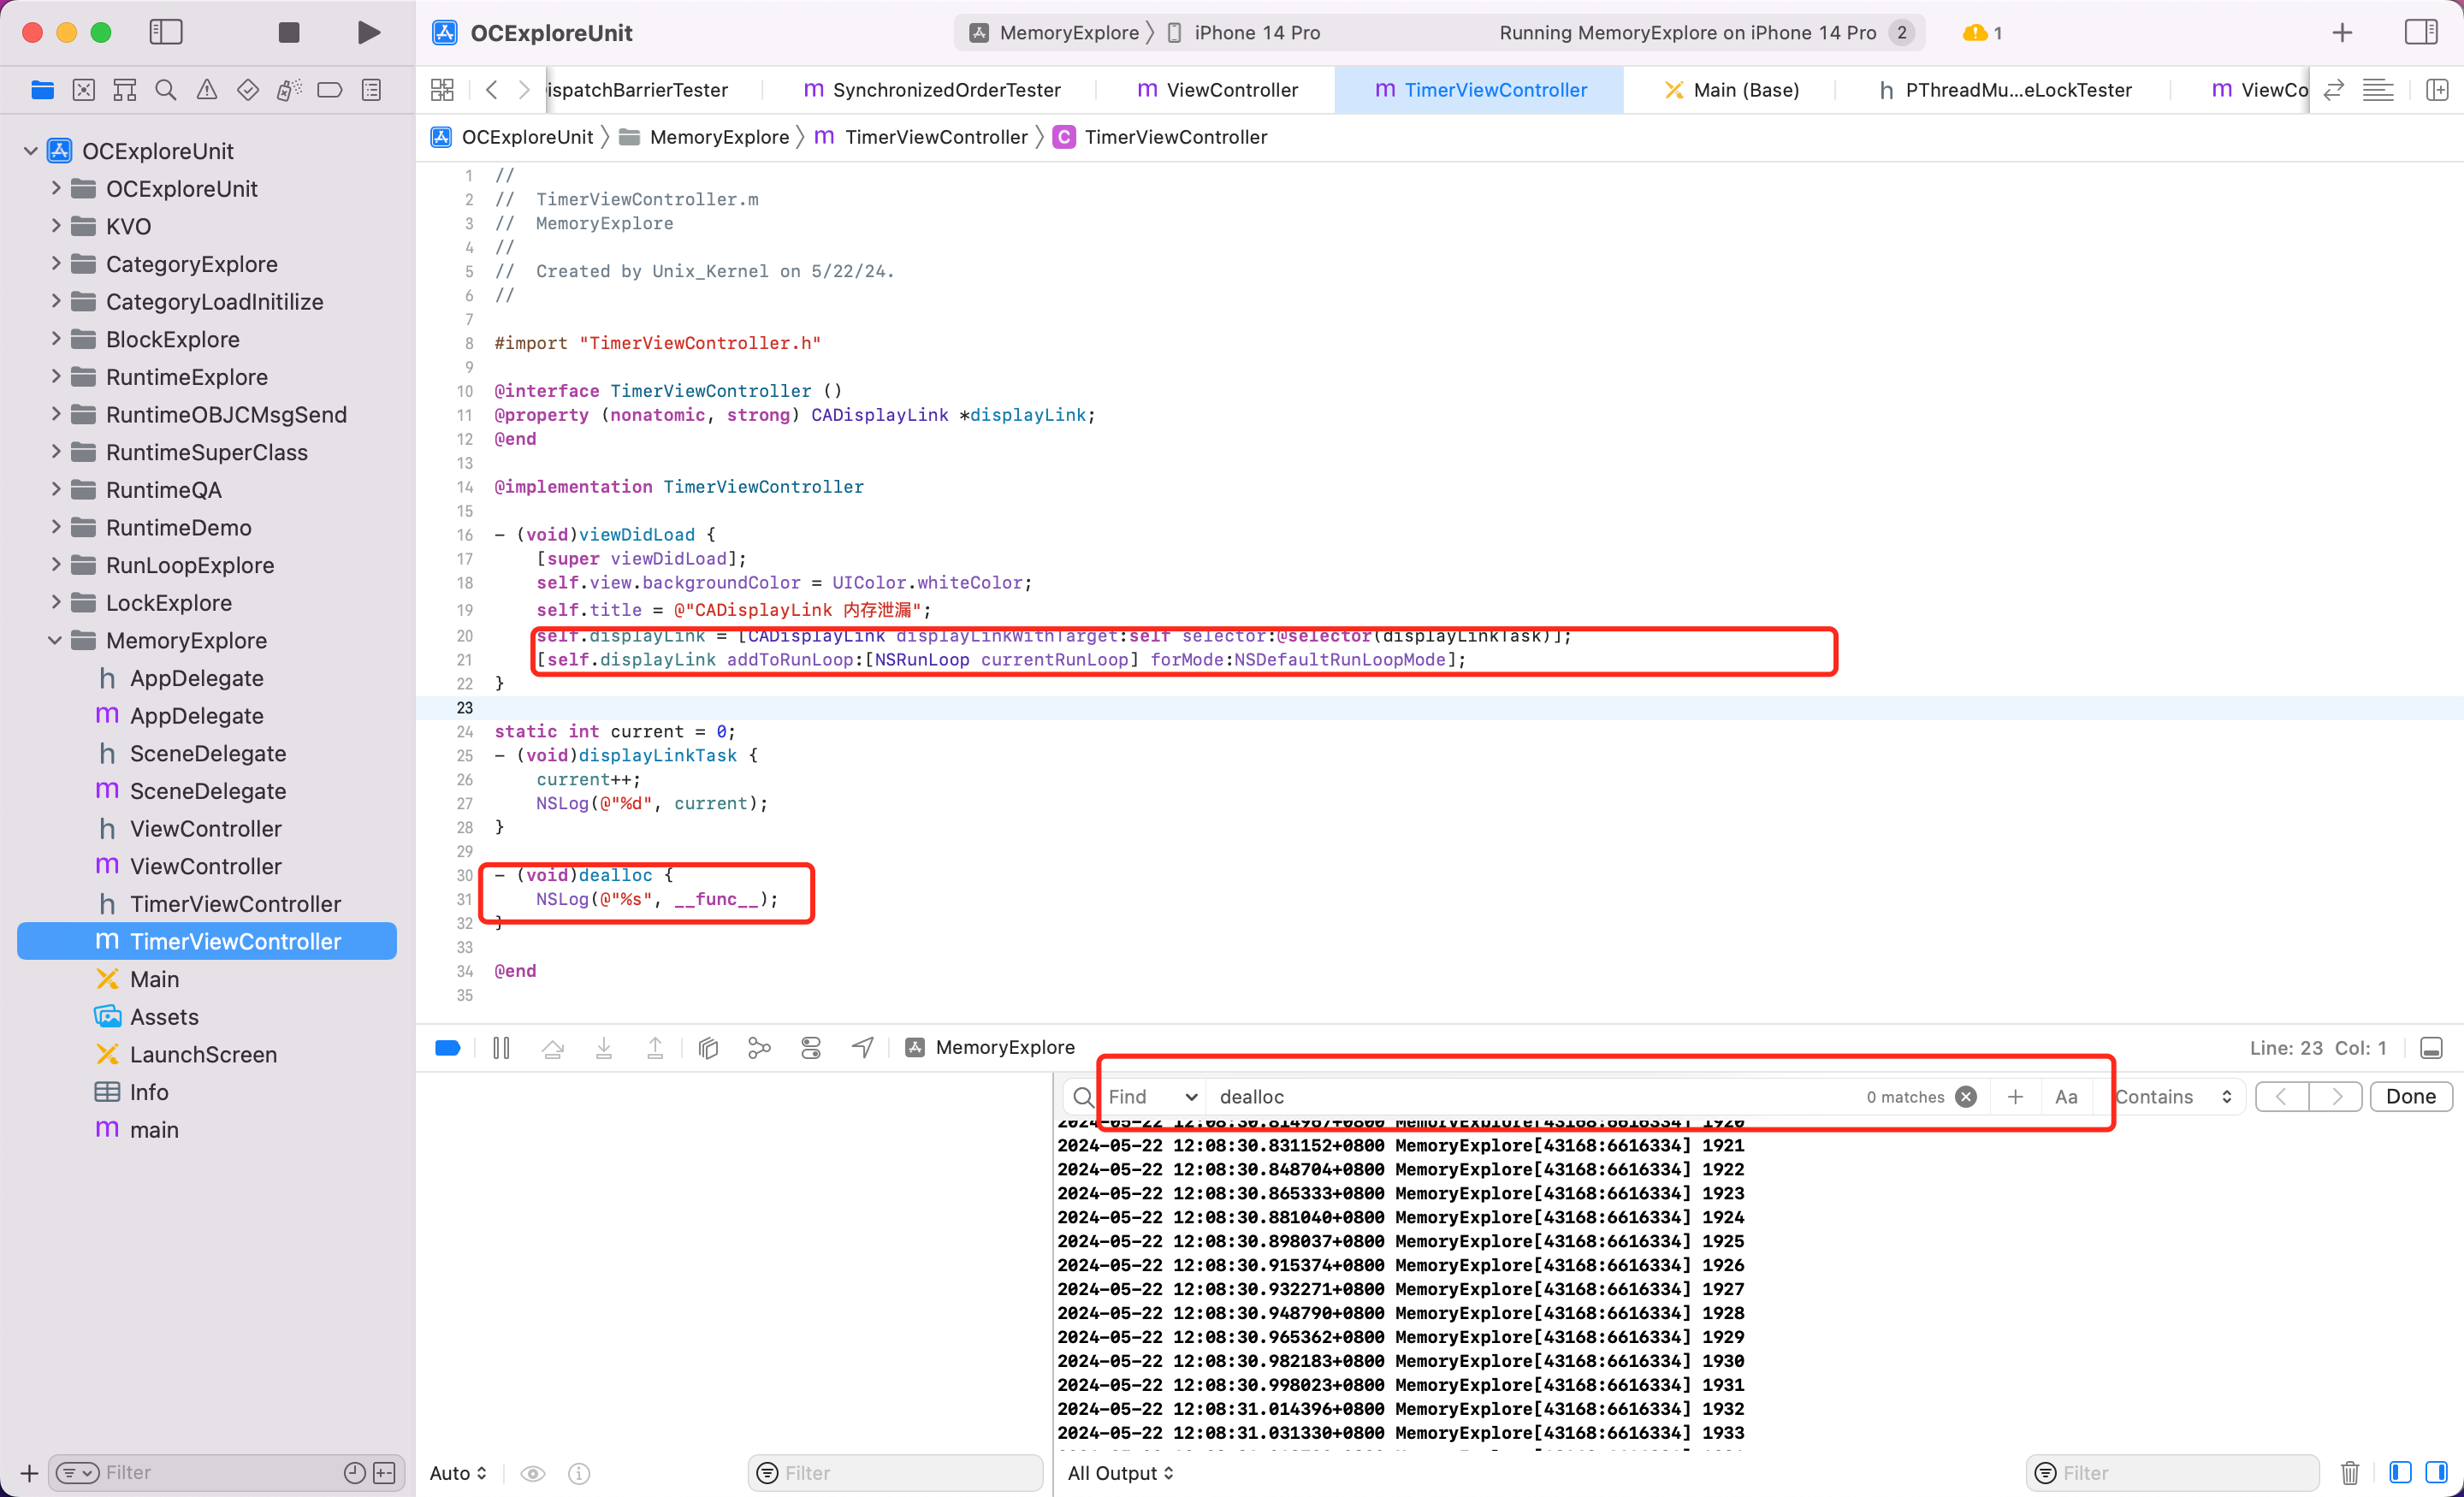 OCExploreUnit
MemoryExplore 〉 iPhone 14 Pro
Running MemoryExplore on iPhone 14 Pro 2
1
ispatchBarrierTester
m SynchronizedOrderTester
m ViewController
m TimerViewController
Main (Base)
h PThreadMu...eLockTester
m ViewCo
OCExploreUnit 〉 MemoryExplore 〉 m TimerViewController 〉 C TimerViewController
OCExploreUnit
OCExploreUnit
KVO
CategoryExplore
CategoryLoadInitilize
BlockExplore
RuntimeExplore
RuntimeOBJCMsgSend
RuntimeSuperClass
RuntimeQA
RuntimeDemo
RunLoopExplore
LockExplore
MemoryExplore
h AppDelegate
m AppDelegate
h SceneDelegate
m SceneDelegate
h ViewController
m ViewController
h TimerViewController
m TimerViewController
Main
Assets
LaunchScreen
Info
m main
Filter
1 //
2 //  TimerViewController.m
3 //  MemoryExplore
4 //
5 //  Created by Unix_Kernel on 5/22/24.
6 //
7
8 #import "TimerViewController.h"
9
10 @interface TimerViewController ()
11 @property (nonatomic, strong) CADisplayLink *displayLink;
12 @end
13
14 @implementation TimerViewController
15
16 - (void)viewDidLoad {
17     [super viewDidLoad];
18     self.view.backgroundColor = UIColor.whiteColor;
19     self.title = @"CADisplayLink 内存泄漏";
20     self.displayLink = [CADisplayLink displayLinkWithTarget:self selector:@selector(displayLinkTask)];
21     [self.displayLink addToRunLoop:[NSRunLoop currentRunLoop] forMode:NSDefaultRunLoopMode];
22 }
23
24 static int current = 0;
25 - (void)displayLinkTask {
26     current++;
27     NSLog(@"%d", current);
28 }
29
30 - (void)dealloc {
31     NSLog(@"%s", __func__);
32 }
33
34 @end
35
MemoryExplore
Line: 23 Col: 1
Find dealloc 0 matches Aa Contains Done
2024-05-22 12:08:30.814967+0800 MemoryExplore[43168:6616334] 1920
2024-05-22 12:08:30.831152+0800 MemoryExplore[43168:6616334] 1921
2024-05-22 12:08:30.848704+0800 MemoryExplore[43168:6616334] 1922
2024-05-22 12:08:30.865333+0800 MemoryExplore[43168:6616334] 1923
2024-05-22 12:08:30.881040+0800 MemoryExplore[43168:6616334] 1924
2024-05-22 12:08:30.898037+0800 MemoryExplore[43168:6616334] 1925
2024-05-22 12:08:30.915374+0800 MemoryExplore[43168:6616334] 1926
2024-05-22 12:08:30.932271+0800 MemoryExplore[43168:6616334] 1927
2024-05-22 12:08:30.948790+0800 MemoryExplore[43168:6616334] 1928
2024-05-22 12:08:30.965362+0800 MemoryExplore[43168:6616334] 1929
2024-05-22 12:08:30.982183+0800 MemoryExplore[43168:6616334] 1930
2024-05-22 12:08:30.998023+0800 MemoryExplore[43168:6616334] 1931
2024-05-22 12:08:31.014396+0800 MemoryExplore[43168:6616334] 1932
2024-05-22 12:08:31.031330+0800 MemoryExplore[43168:6616334] 1933
Auto
Filter
All Output
Filter